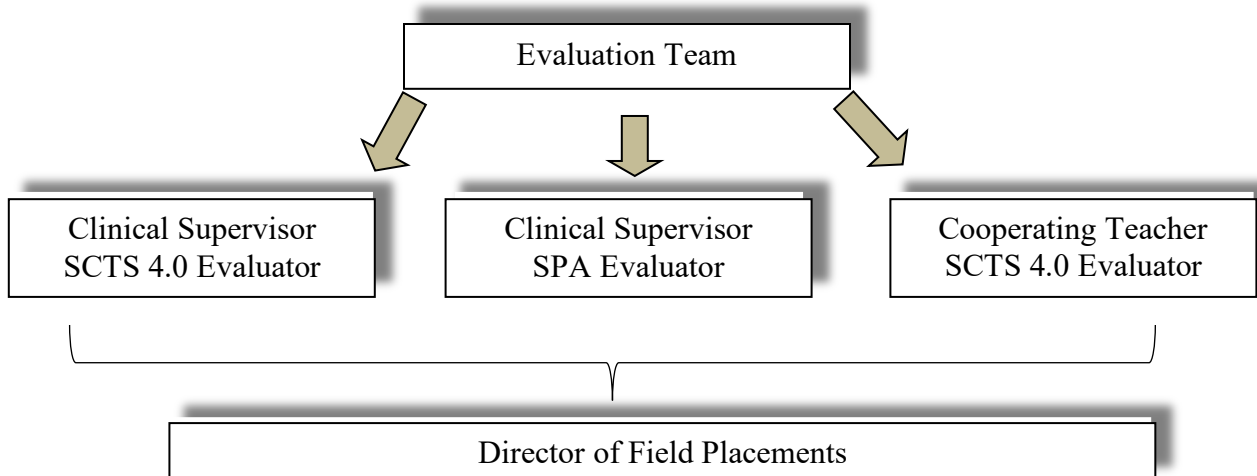 Evaluation Team
Clinical Supervisor
SCTS 4.0 Evaluator
Clinical Supervisor
SPA Evaluator
Cooperating Teacher
SCTS 4.0 Evaluator
Director of Field Placements